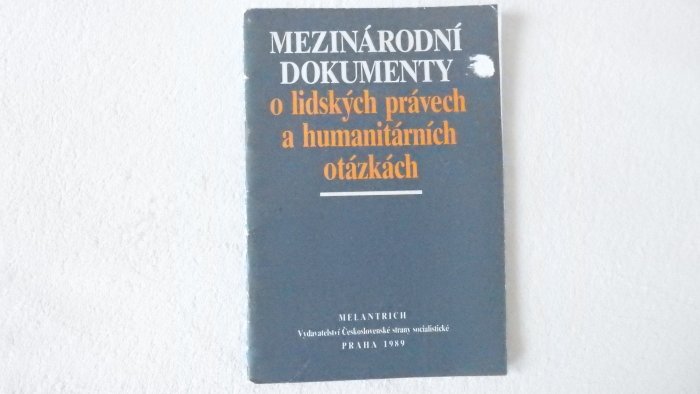 MEZINÁRODNÍ
DOKUMENTY
o lidských právech
a humanitárních
otázkách
MELANTRICH
Vydavatelství Československé strany socialistické
PRAHA 1989